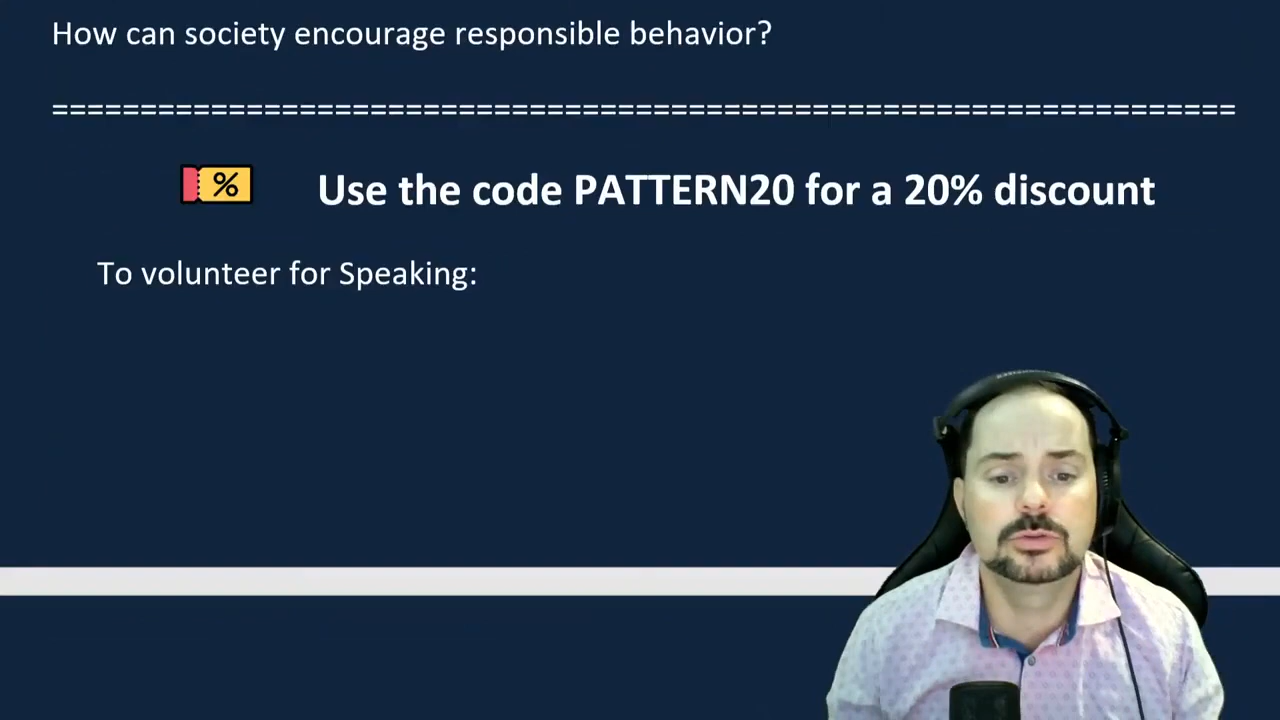 How can society encourage responsible behavior?
===================================================================
% Use the code PATTERN20 for a 20% discount
To volunteer for Speaking: